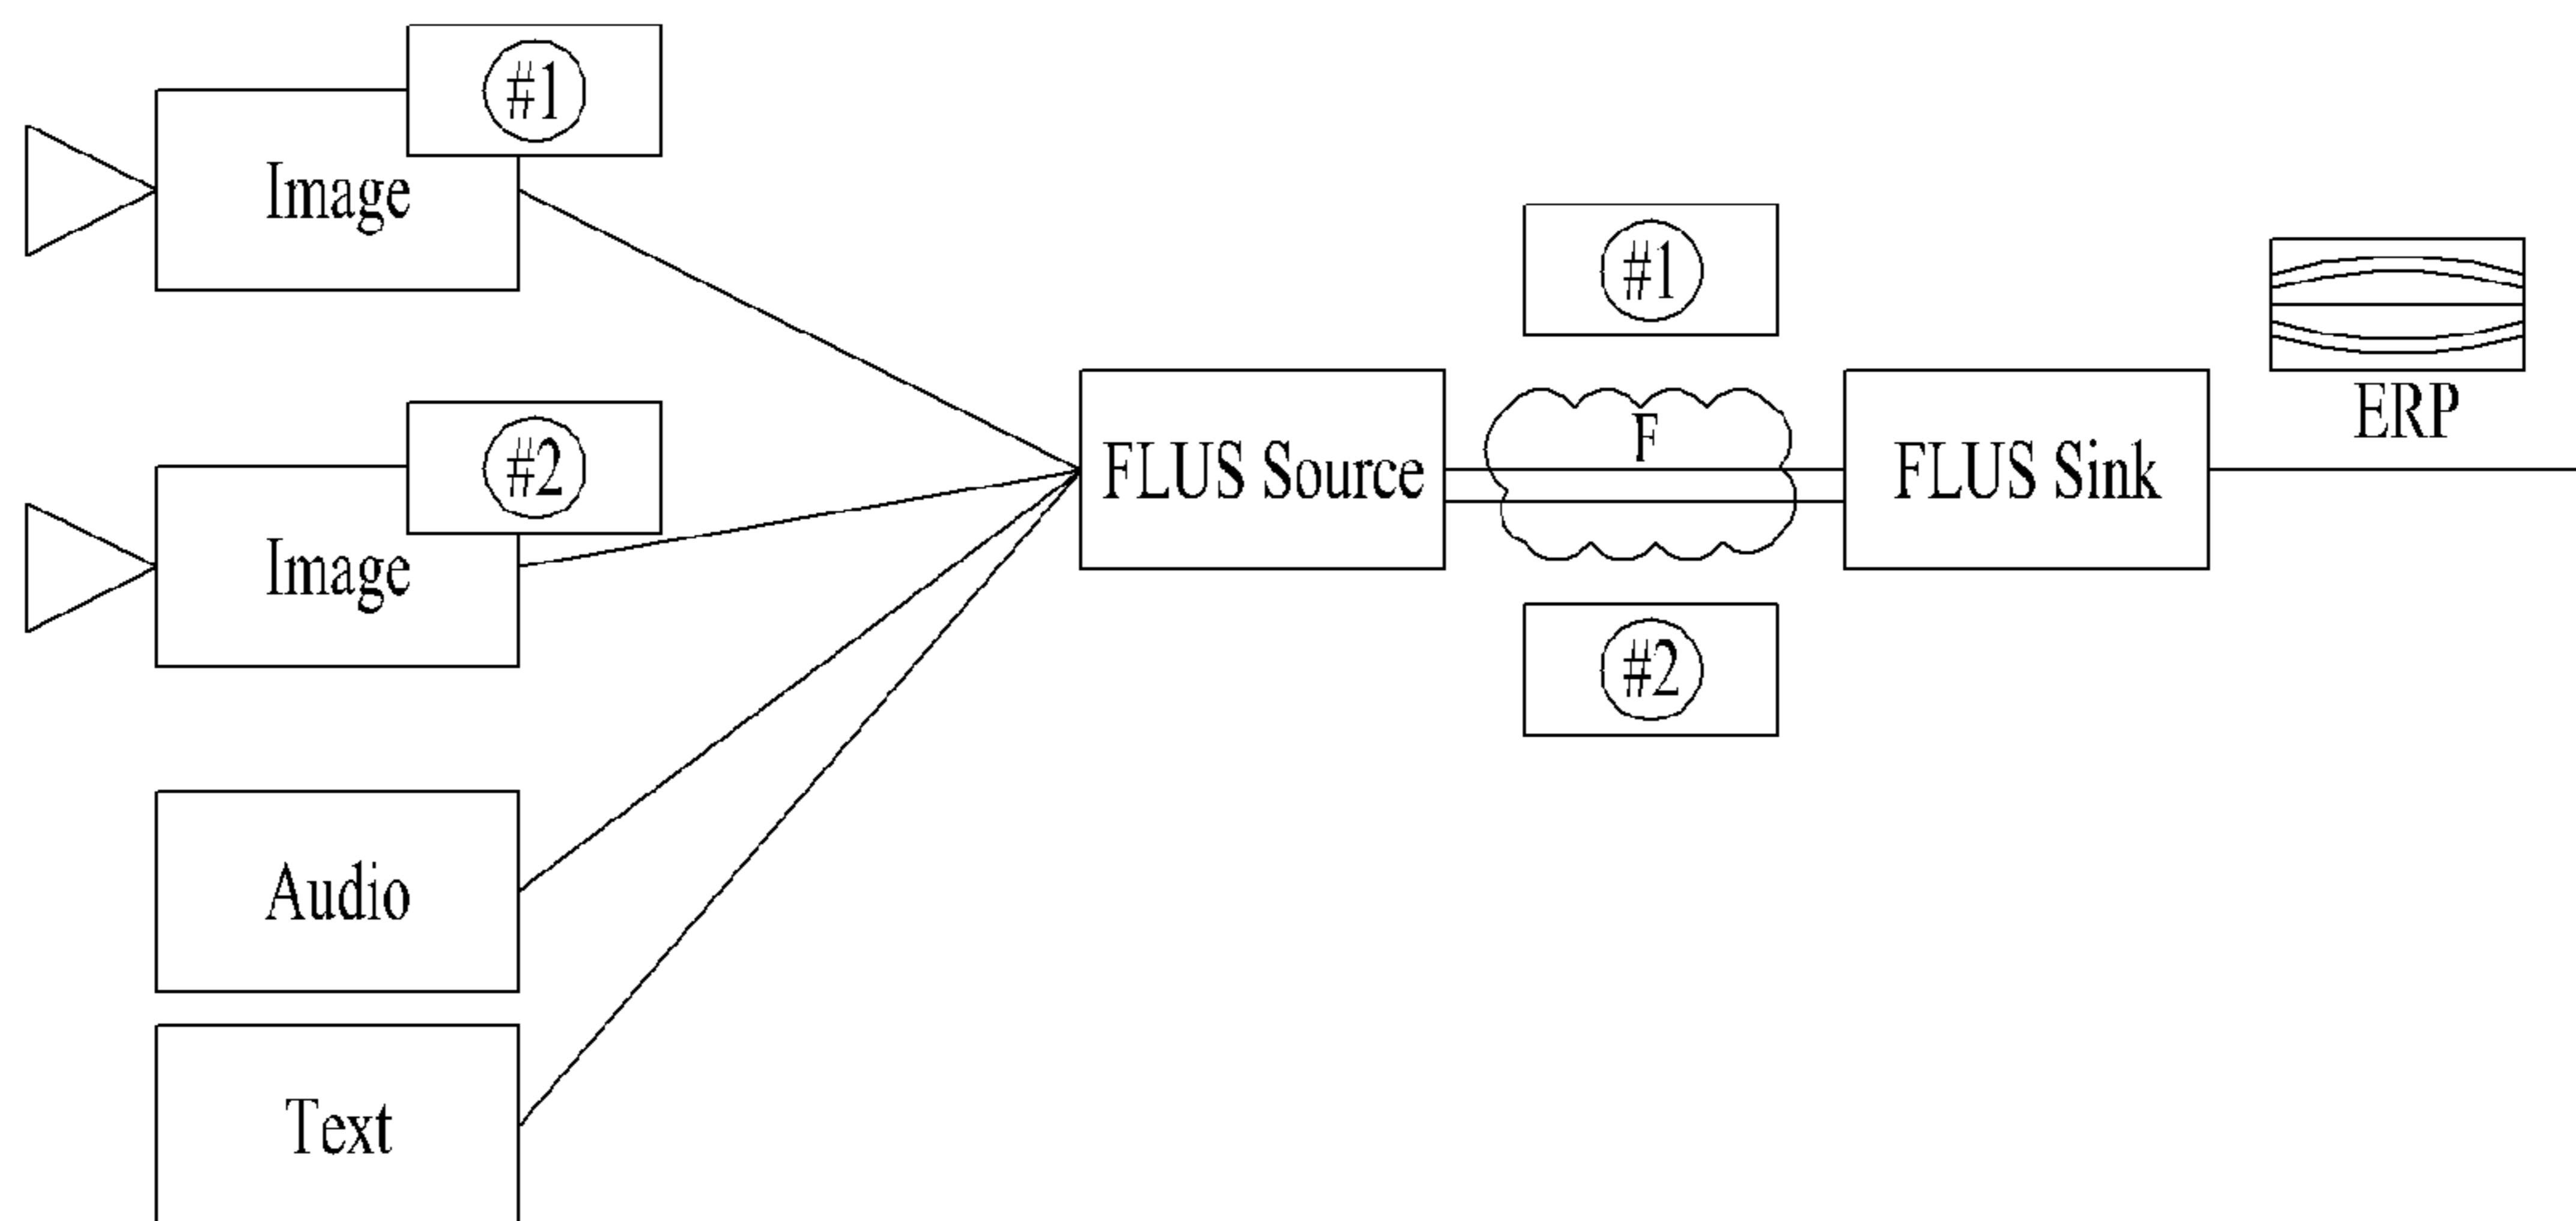 #1
Image
#2
Image
Audio
Text
FLUS Source
#1
F
#2
FLUS Sink
ERP